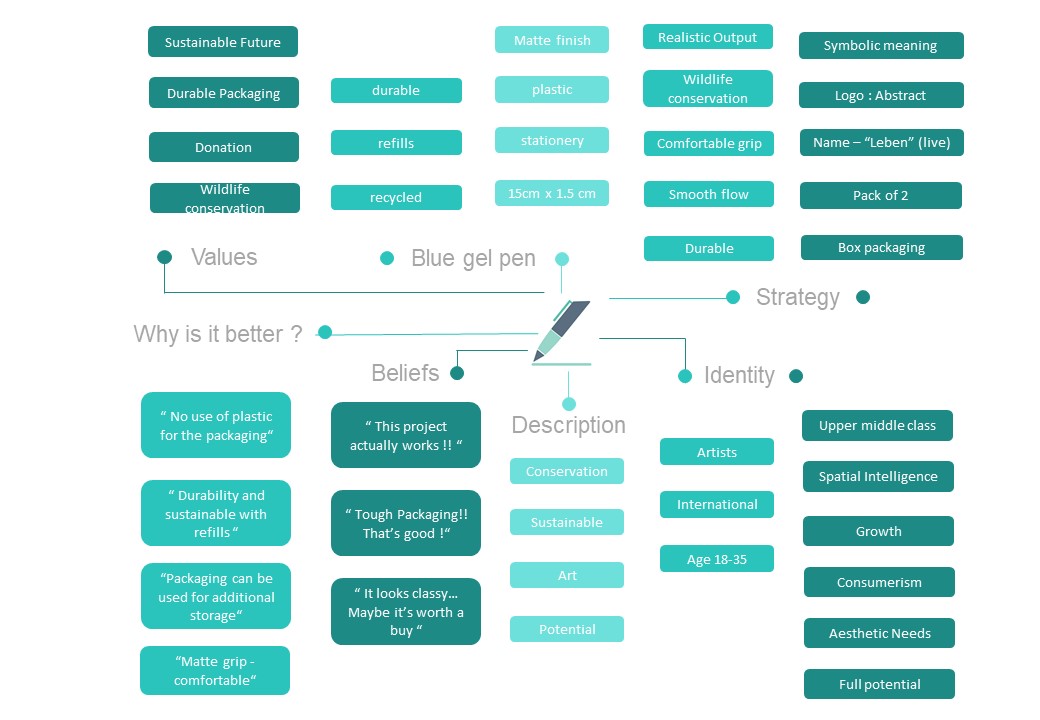 Sustainable Future
Durable Packaging
Donation
Wildlife
conservation
durable
refills
recycled
Matte finish
plastic
stationery
15cm x 1.5 cm
Realistic Output
Wildlife
conservation
Comfortable grip
Smooth flow
Durable
Symbolic meaning
Logo : Abstract
Name – “Leben” (live)
Pack of 2
Box packaging
Values
Blue gel pen
Strategy
Why is it better ?
Beliefs
Identity
Description
“ No use of plastic
for the packaging“
“ Durability and
sustainable with
refills “
“Packaging can be
used for additional
storage“
“Matte grip -
comfortable“
“ This project
actually works !! “
“ Tough Packaging!!
That’s good !“
“ It looks classy…
Maybe it’s worth a
buy “
Conservation
Sustainable
Art
Potential
Artists
International
Age 18-35
Upper middle class
Spatial Intelligence
Growth
Consumerism
Aesthetic Needs
Full potential